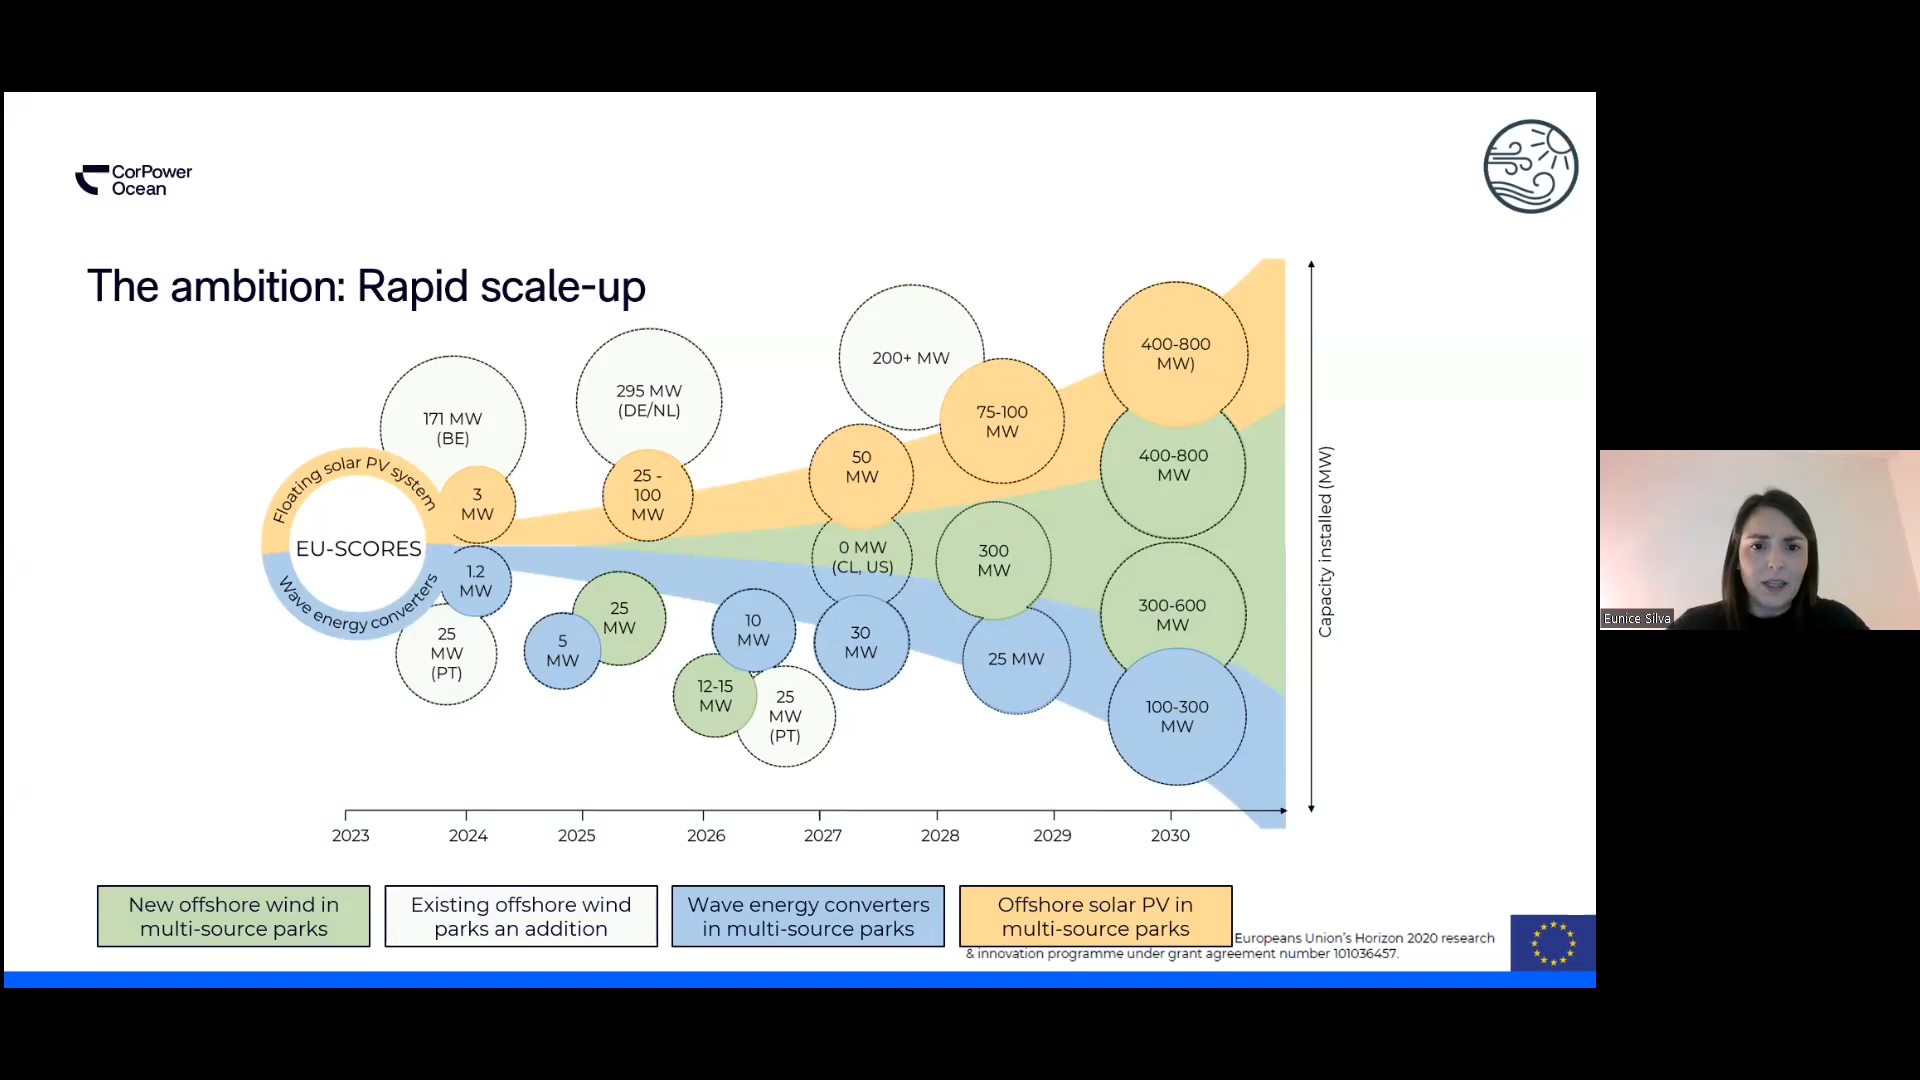 CorPower
Ocean
The ambition: Rapid scale-up
171 MW
(BE)
295 MW
(DE/NL)
200+ MW
400-800
MW)
75-100
MW
50
MW
25 -
100
MW
3
MW
400-800
MW
Floating solar PV system
EU-SCORES
Wave energy converters
1.2
MW
0 MW
(CL, US)
300
MW
300-600
MW
25
MW
(PT)
5
MW
25
MW
10
MW
30
MW
25 MW
12-15
MW
25
MW
(PT)
100-300
MW
Capacity installed (MW)
2023
2024
2025
2026
2027
2028
2029
2030
New offshore wind in
multi-source parks
Existing offshore wind
parks an addition
Wave energy converters
in multi-source parks
Offshore solar PV in
multi-source parks
Europeans Union's Horizon 2020 research
& innovation programme under grant agreement number 101036457.
Eunice Silva